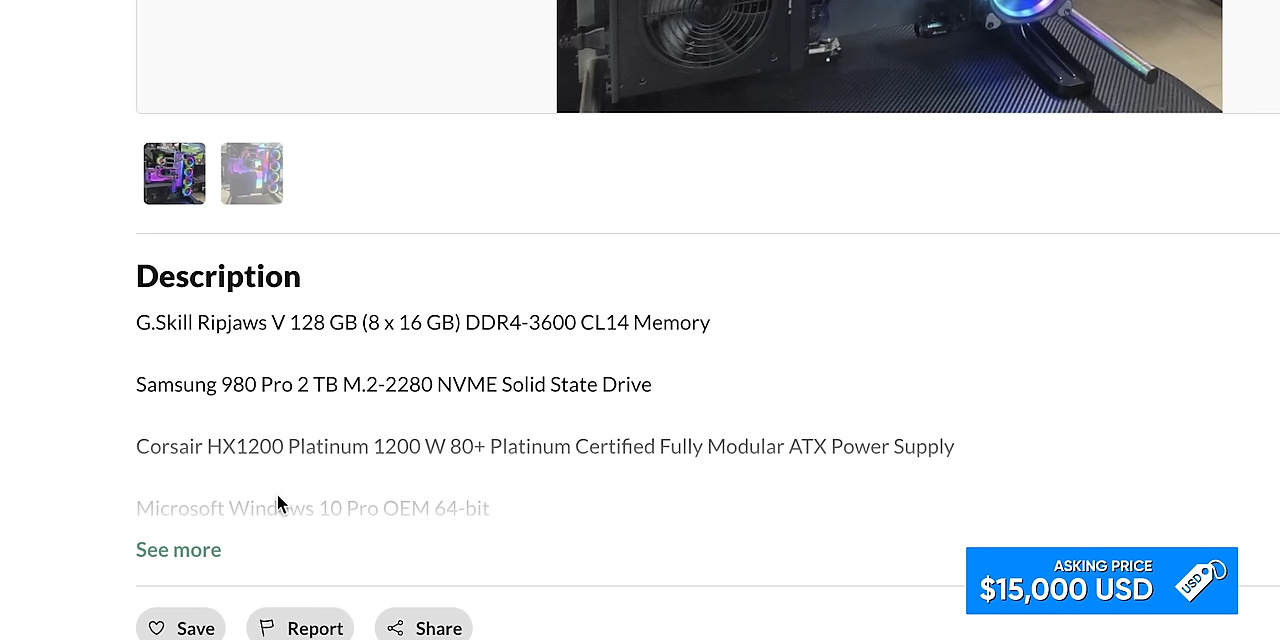 Description
G.Skill Ripjaws V 128 GB (8 x 16 GB) DDR4-3600 CL14 Memory
Samsung 980 Pro 2 TB M.2-2280 NVME Solid State Drive
Corsair HX1200 Platinum 1200 W 80+ Platinum Certified Fully Modular ATX Power Supply
Microsoft Windows 10 Pro OEM 64-bit
See more
ASKING PRICE
$15,000 USD
USD
Save
Report
Share